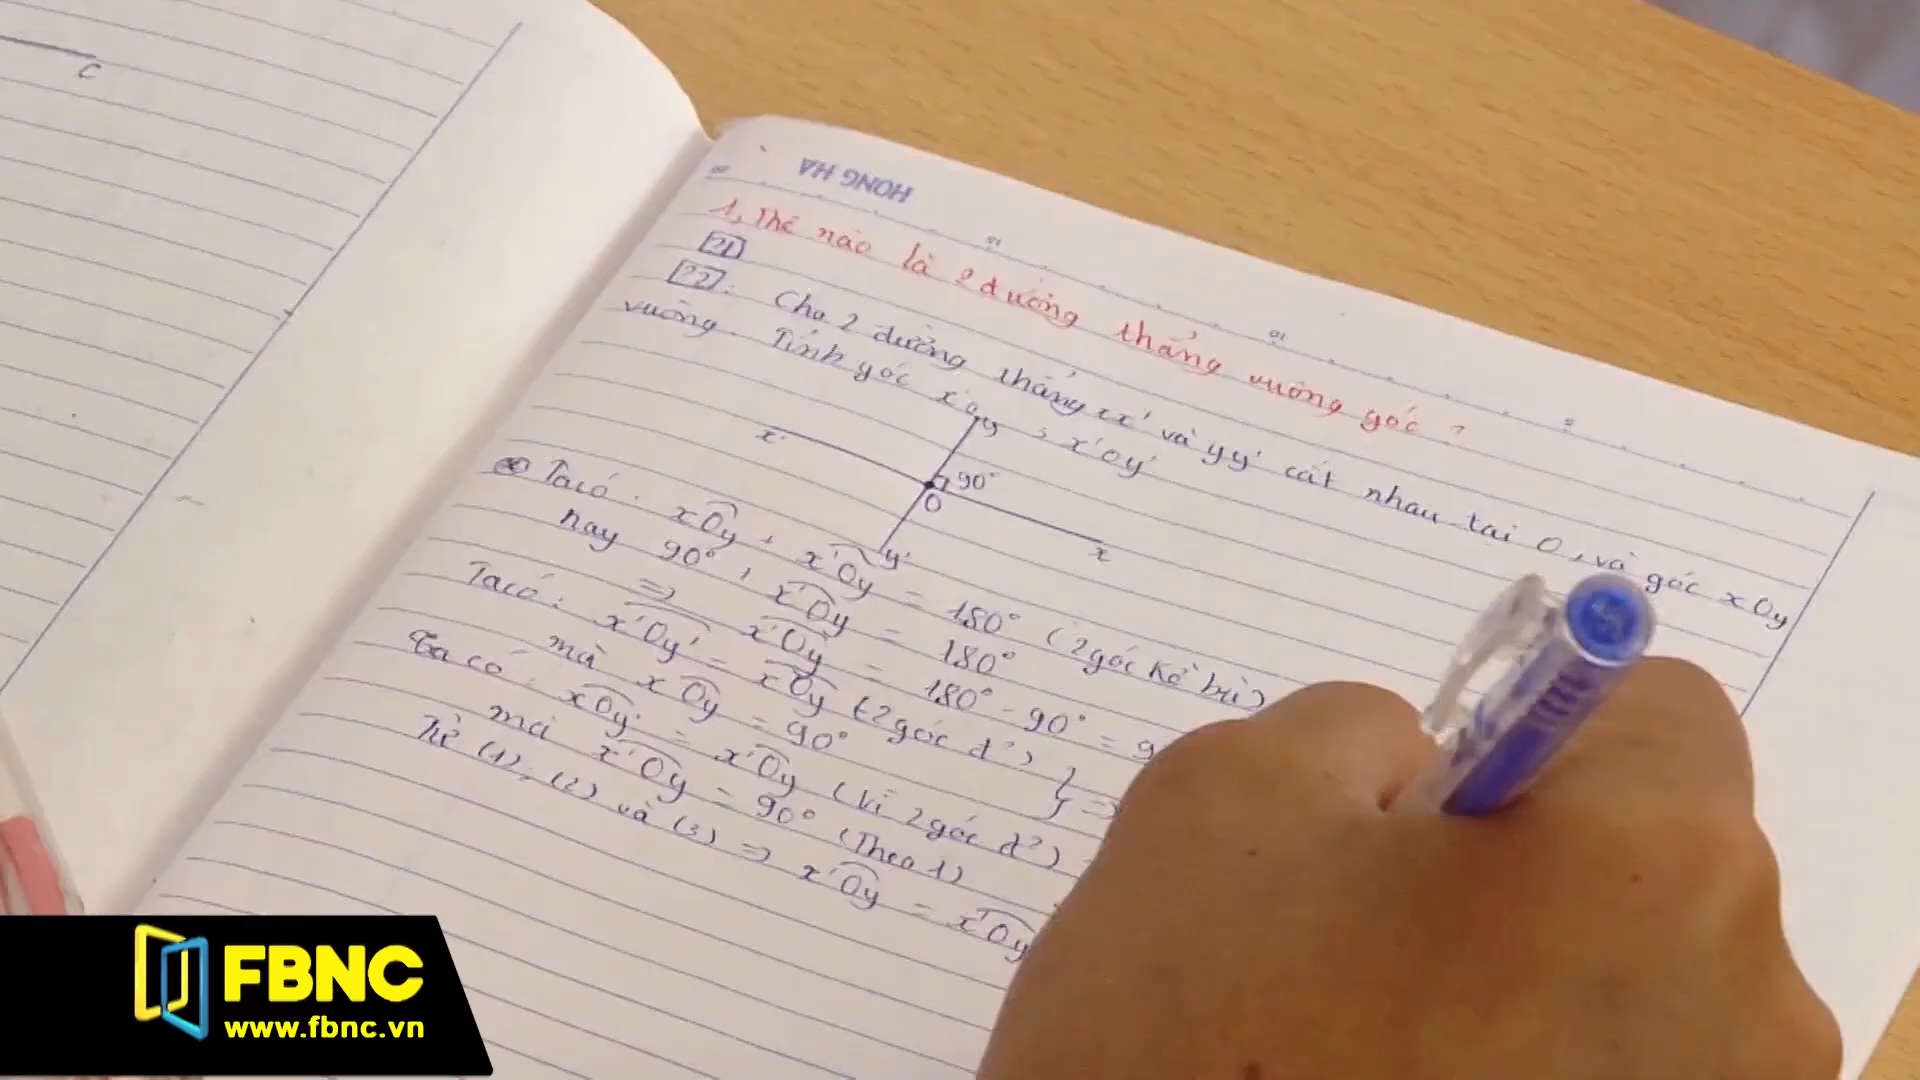 C
HONG HA
1, Thế nào là 2 đường thẳng vuông góc ?
?1
?2 : Cho 2 đường thẳng xx' và yy' cắt nhau tại O, và góc xOy
vuông. Tính góc x'Oy ; x'Oy'
y
x'
90°
O
y'
x
Ta có : xOy + x'Oy = 180° (2 góc kề bù)
hay 90° + x'Oy = 180°
=> x'Oy = 180° - 90° = 9
Ta có : x'Oy' = xOy (2 góc đ²) } =>
mà xOy = 90°
Ta có : xOy' = x'Oy (Vì 2 góc đ²)
mà x'Oy = 90° (Theo 1)
Từ (1), (2) và (3) => x'Oy = x'Oy
FBNC
www.fbnc.vn